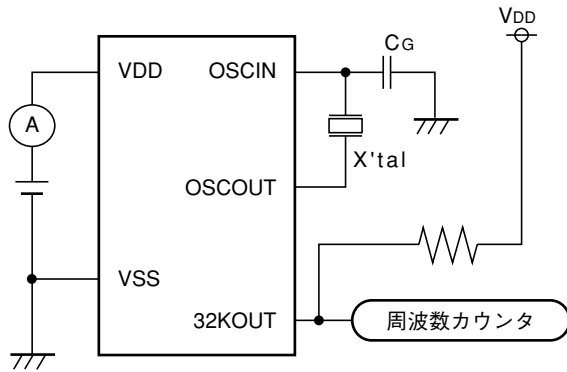 VDD
CG
VDD
OSCIN
A
X'tal
OSCOUT
VSS
32KOUT
周波数カウンタ